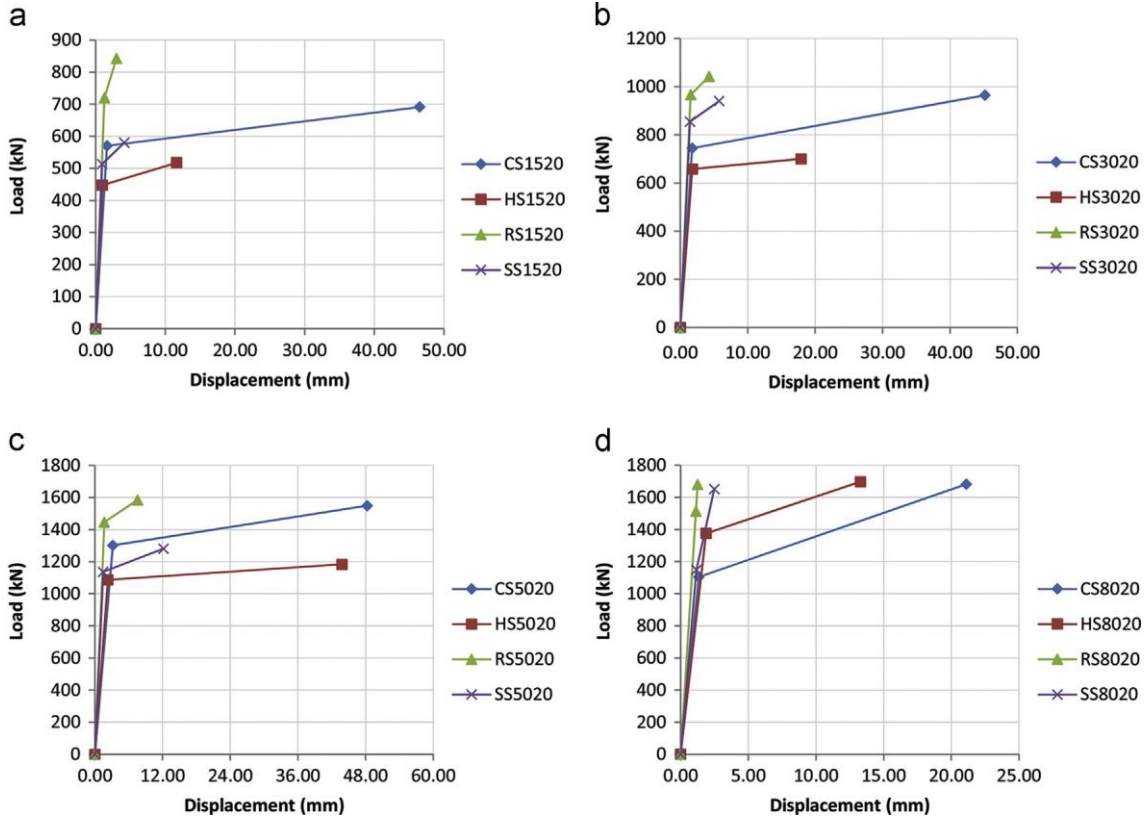 a
900
800
700
600
500
400
300
200
100
0
Load (kN)
0.00 10.00 20.00 30.00 40.00 50.00
Displacement (mm)
CS1520
HS1520
RS1520
SS1520
b
1200
1000
800
600
400
200
0
Load (kN)
0.00 10.00 20.00 30.00 40.00 50.00
Displacement (mm)
CS3020
HS3020
RS3020
SS3020
c
1800
1600
1400
1200
1000
800
600
400
200
0
Load (kN)
0.00 12.00 24.00 36.00 48.00 60.00
Displacement (mm)
CS5020
HS5020
RS5020
SS5020
d
1800
1600
1400
1200
1000
800
600
400
200
0
Load (kN)
0.00 5.00 10.00 15.00 20.00 25.00
Displacement (mm)
CS8020
HS8020
RS8020
SS8020